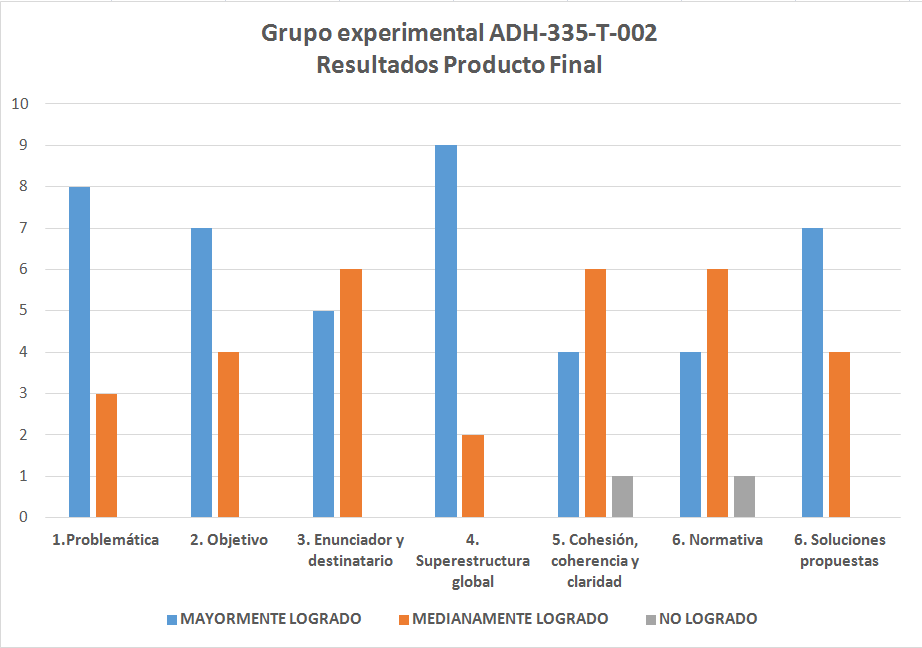 Grupo experimental ADH-335-T-002
Resultados Producto Final
10
9
8
7
6
5
4
3
2
1
0
1.Problemática
2. Objetivo
3. Enunciador y
destinatario
4.
Superestructura
global
5. Cohesión,
coherencia y
claridad
6. Normativa
6. Soluciones
propuestas
MAYORMENTE LOGRADO
MEDIANAMENTE LOGRADO
NO LOGRADO